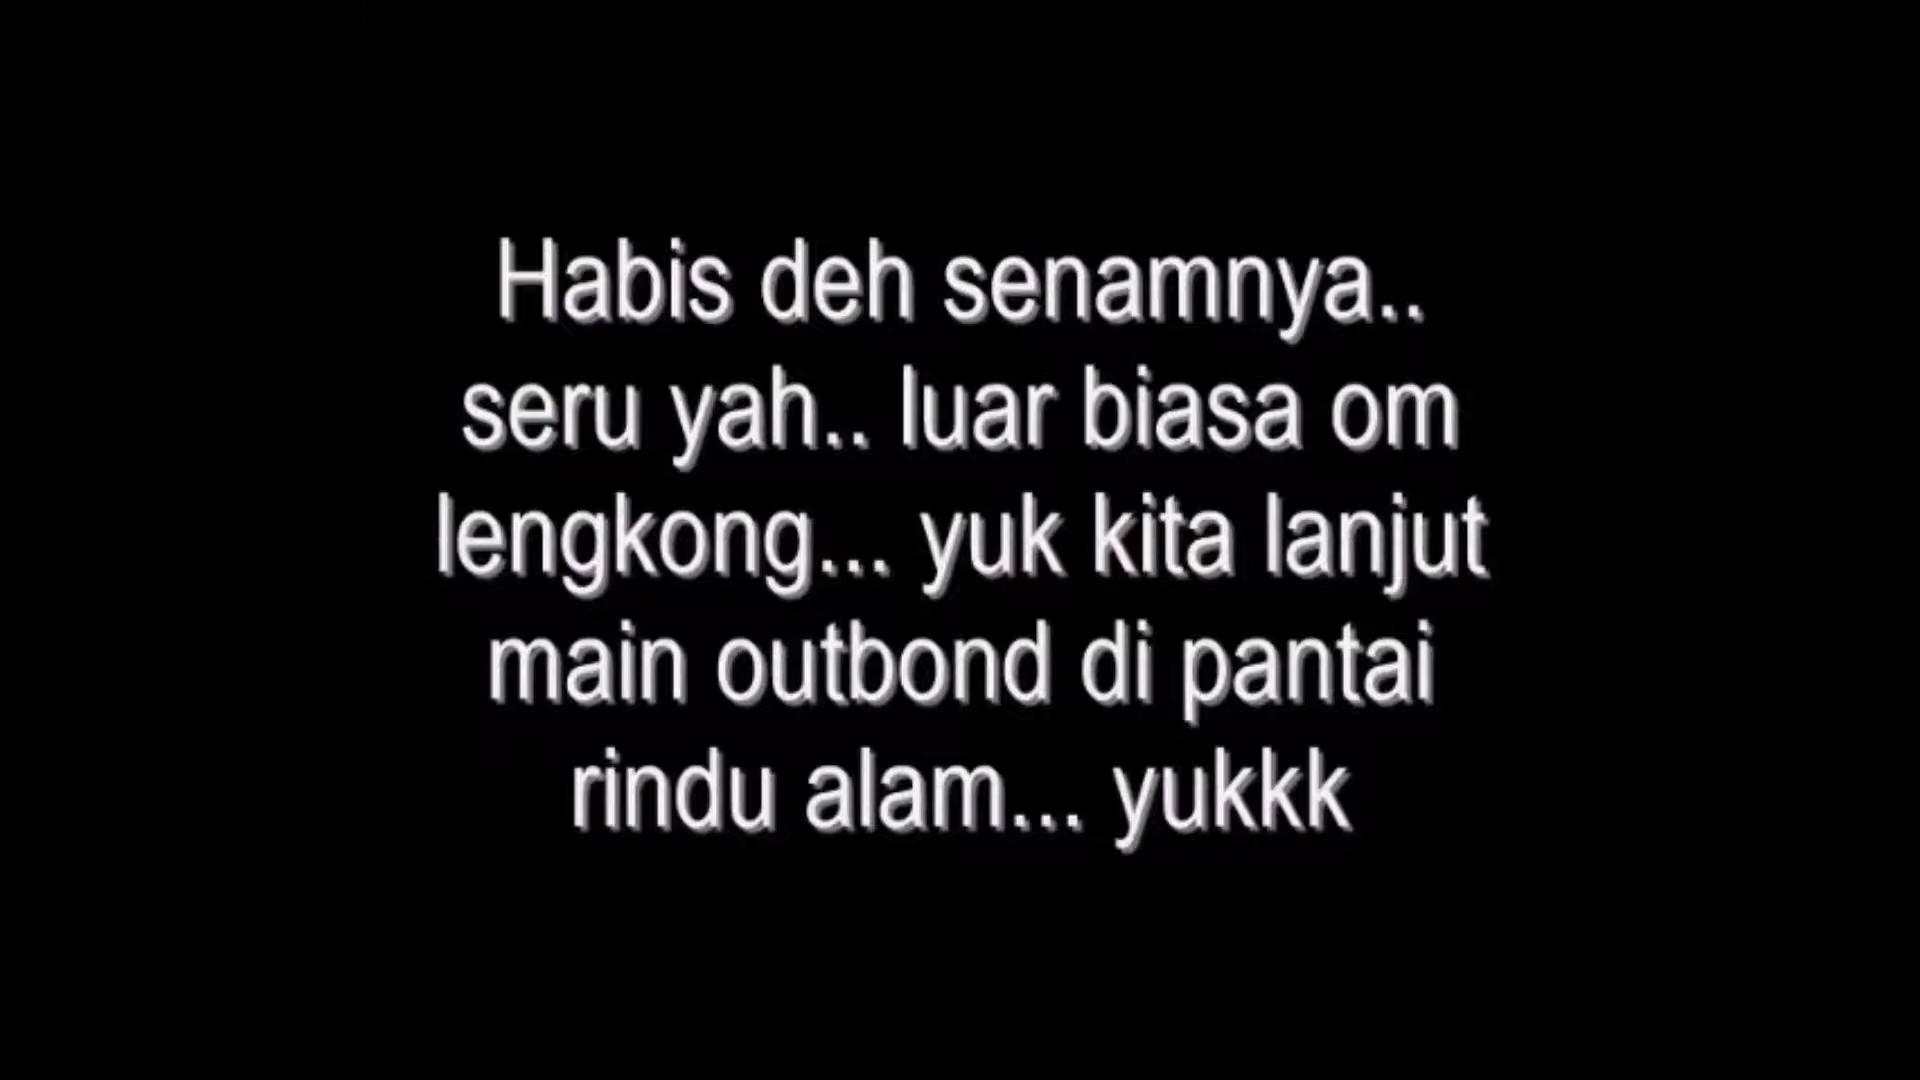 Habis deh senamnya..
seru yah.. luar biasa om
lengkong... yuk kita lanjut
main outbond di pantai
rindu alam... yukkk